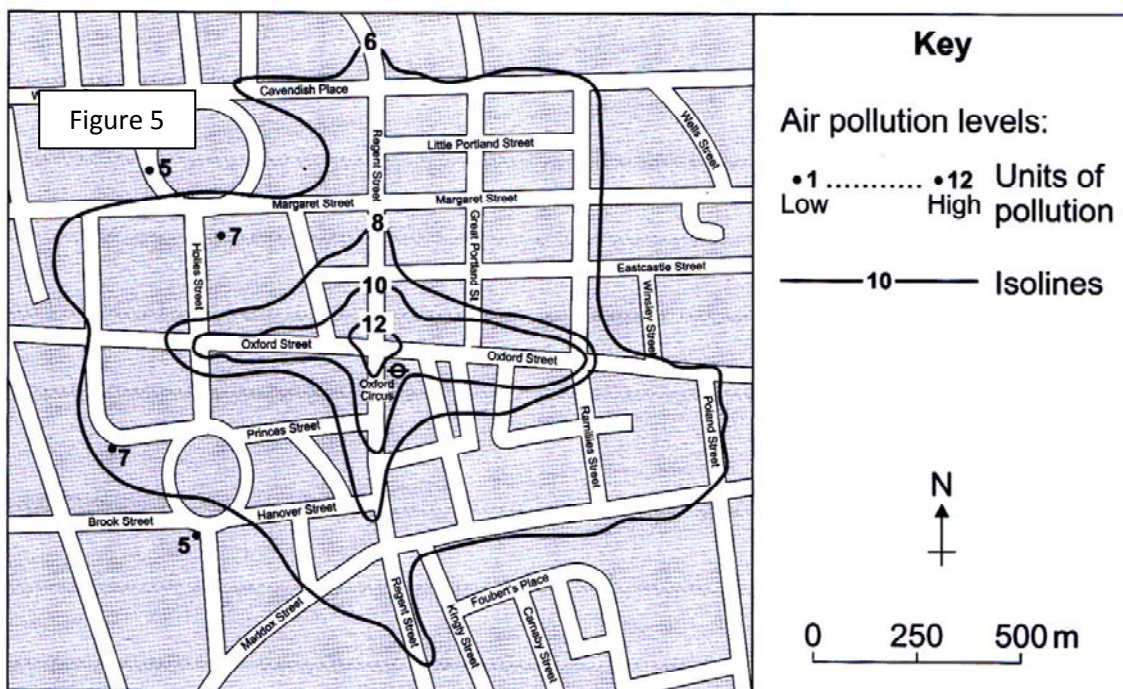 6
Cavendish Place
Figure 5
Wells Street
Regent Street
Little Portland Street
5
Margaret Street
Margaret Street
8
7
Great Portland St
Holles Street
Eastcastle Street
10
Winsley Street
12
Oxford Street
Oxford Street
Oxford
Circus
Princes Street
Ramillies Street
Poland Street
7
Brook Street
Hanover Street
5
Maddox Street
Regent Street
Kingly Street
Foubert's Place
Carnaby Street
Key
Air pollution levels:
1 ............ 12 Units of
Low High pollution
10 Isolines
N
0 250 500 m